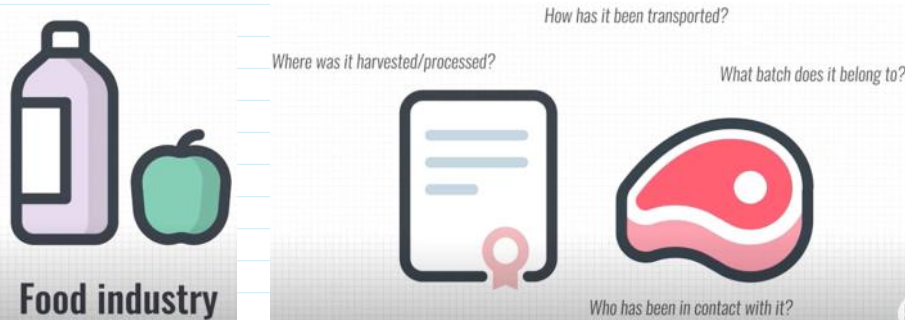 How has it been transported?
Where was it harvested/processed?
What batch does it belong to?
Food industry
Who has been in contact with it?